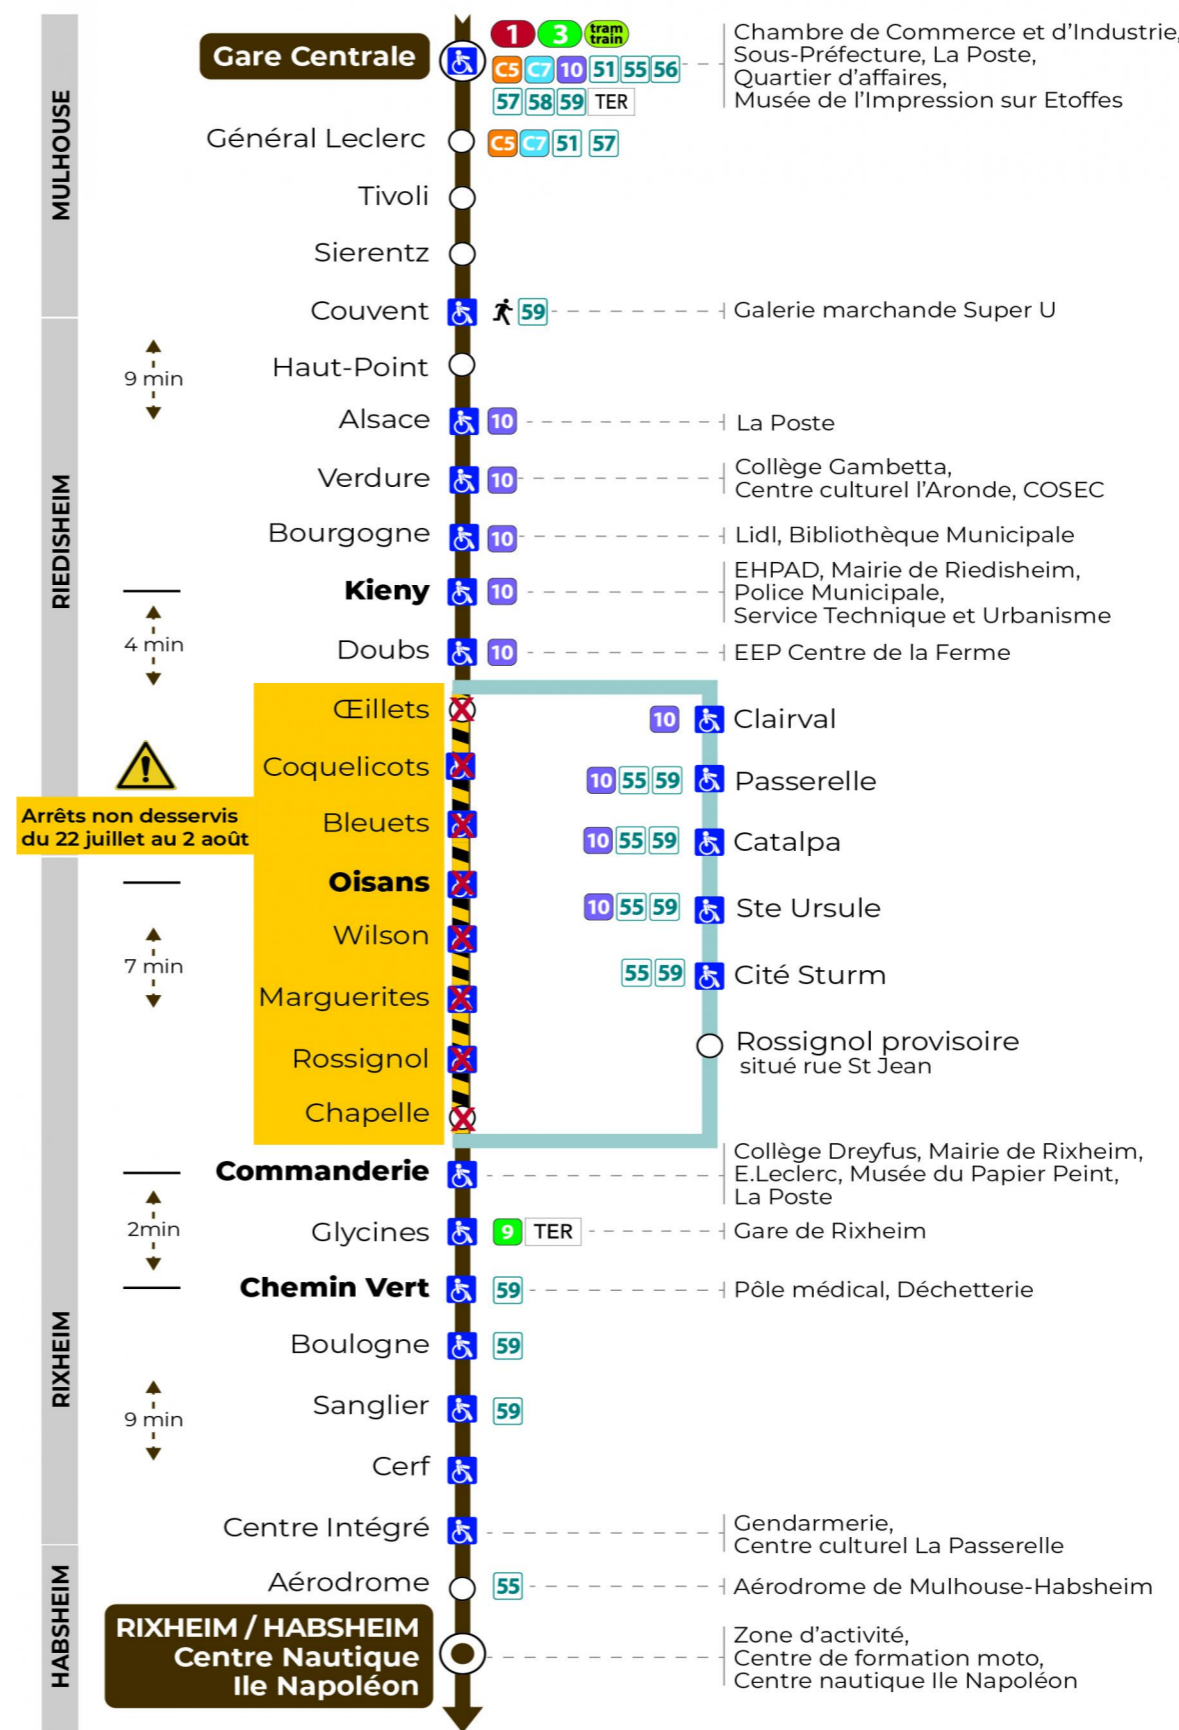 MULHOUSE
Gare Centrale
1 3 tram train
C5 C7 10 51 55 56
57 58 59 TER
Chambre de Commerce et d'Industrie,
Sous-Préfecture, La Poste,
Quartier d'affaires,
Musée de l'Impression sur Etoffes
Général Leclerc C5 C7 51 57
Tivoli
Sierentz
Couvent 59 Galerie marchande Super U
RIEDISHEIM
Haut-Point
9 min
Alsace 10 La Poste
Verdure 10 Collège Gambetta,
Centre culturel l'Aronde, COSEC
Bourgogne 10 Lidl, Bibliothèque Municipale
Kieny 10 EHPAD, Mairie de Riedisheim,
Police Municipale,
Service Technique et Urbanisme
4 min
Doubs 10 EEP Centre de la Ferme
Œillets
Coquelicots
Bleuets
Arrêts non desservis
du 22 juillet au 2 août
Oisans
Wilson
7 min
Marguerites
Rossignol
Chapelle
10 Clairval
10 55 59 Passerelle
10 55 59 Catalpa
10 55 59 Ste Ursule
55 59 Cité Sturm
Rossignol provisoire
situé rue St Jean
RIXHEIM
Commanderie
Collège Dreyfus, Mairie de Rixheim,
E.Leclerc, Musée du Papier Peint,
La Poste
2min
Glycines 9 TER Gare de Rixheim
Chemin Vert 59 Pôle médical, Déchetterie
Boulogne 59
Sanglier 59
9 min
Cerf
Centre Intégré
Gendarmerie,
Centre culturel La Passerelle
HABSHEIM
Aérodrome 55 Aérodrome de Mulhouse-Habsheim
RIXHEIM / HABSHEIM
Centre Nautique
Ile Napoléon
Zone d'activité,
Centre de formation moto,
Centre nautique Ile Napoléon